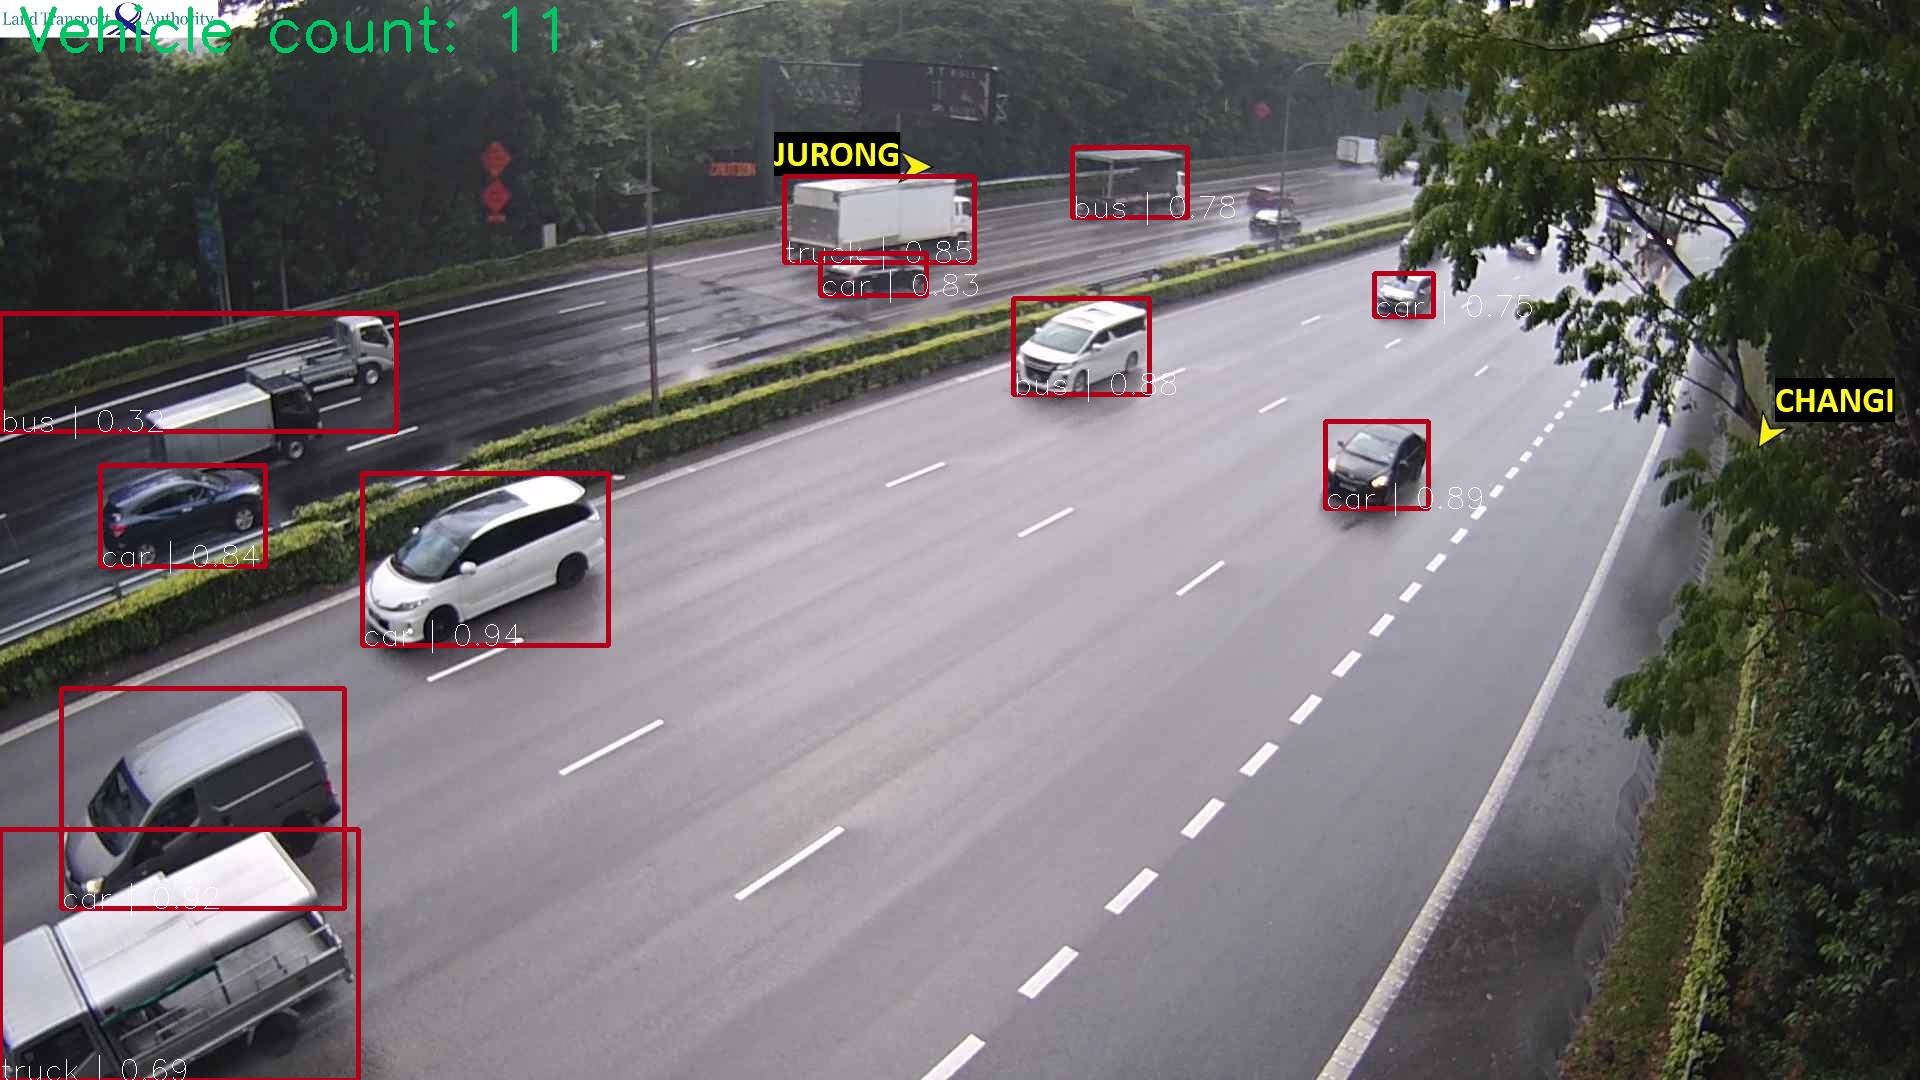 Land Transport Authority
Vehicle count: 11
JURONG
bus | 0.78
truck | 0.85
car | 0.83
car | 0.75
bus | 0.88
CHANGI
bus | 0.32
car | 0.89
car | 0.84
car | 0.94
car | 0.92
truck | 0.69
CAUTION